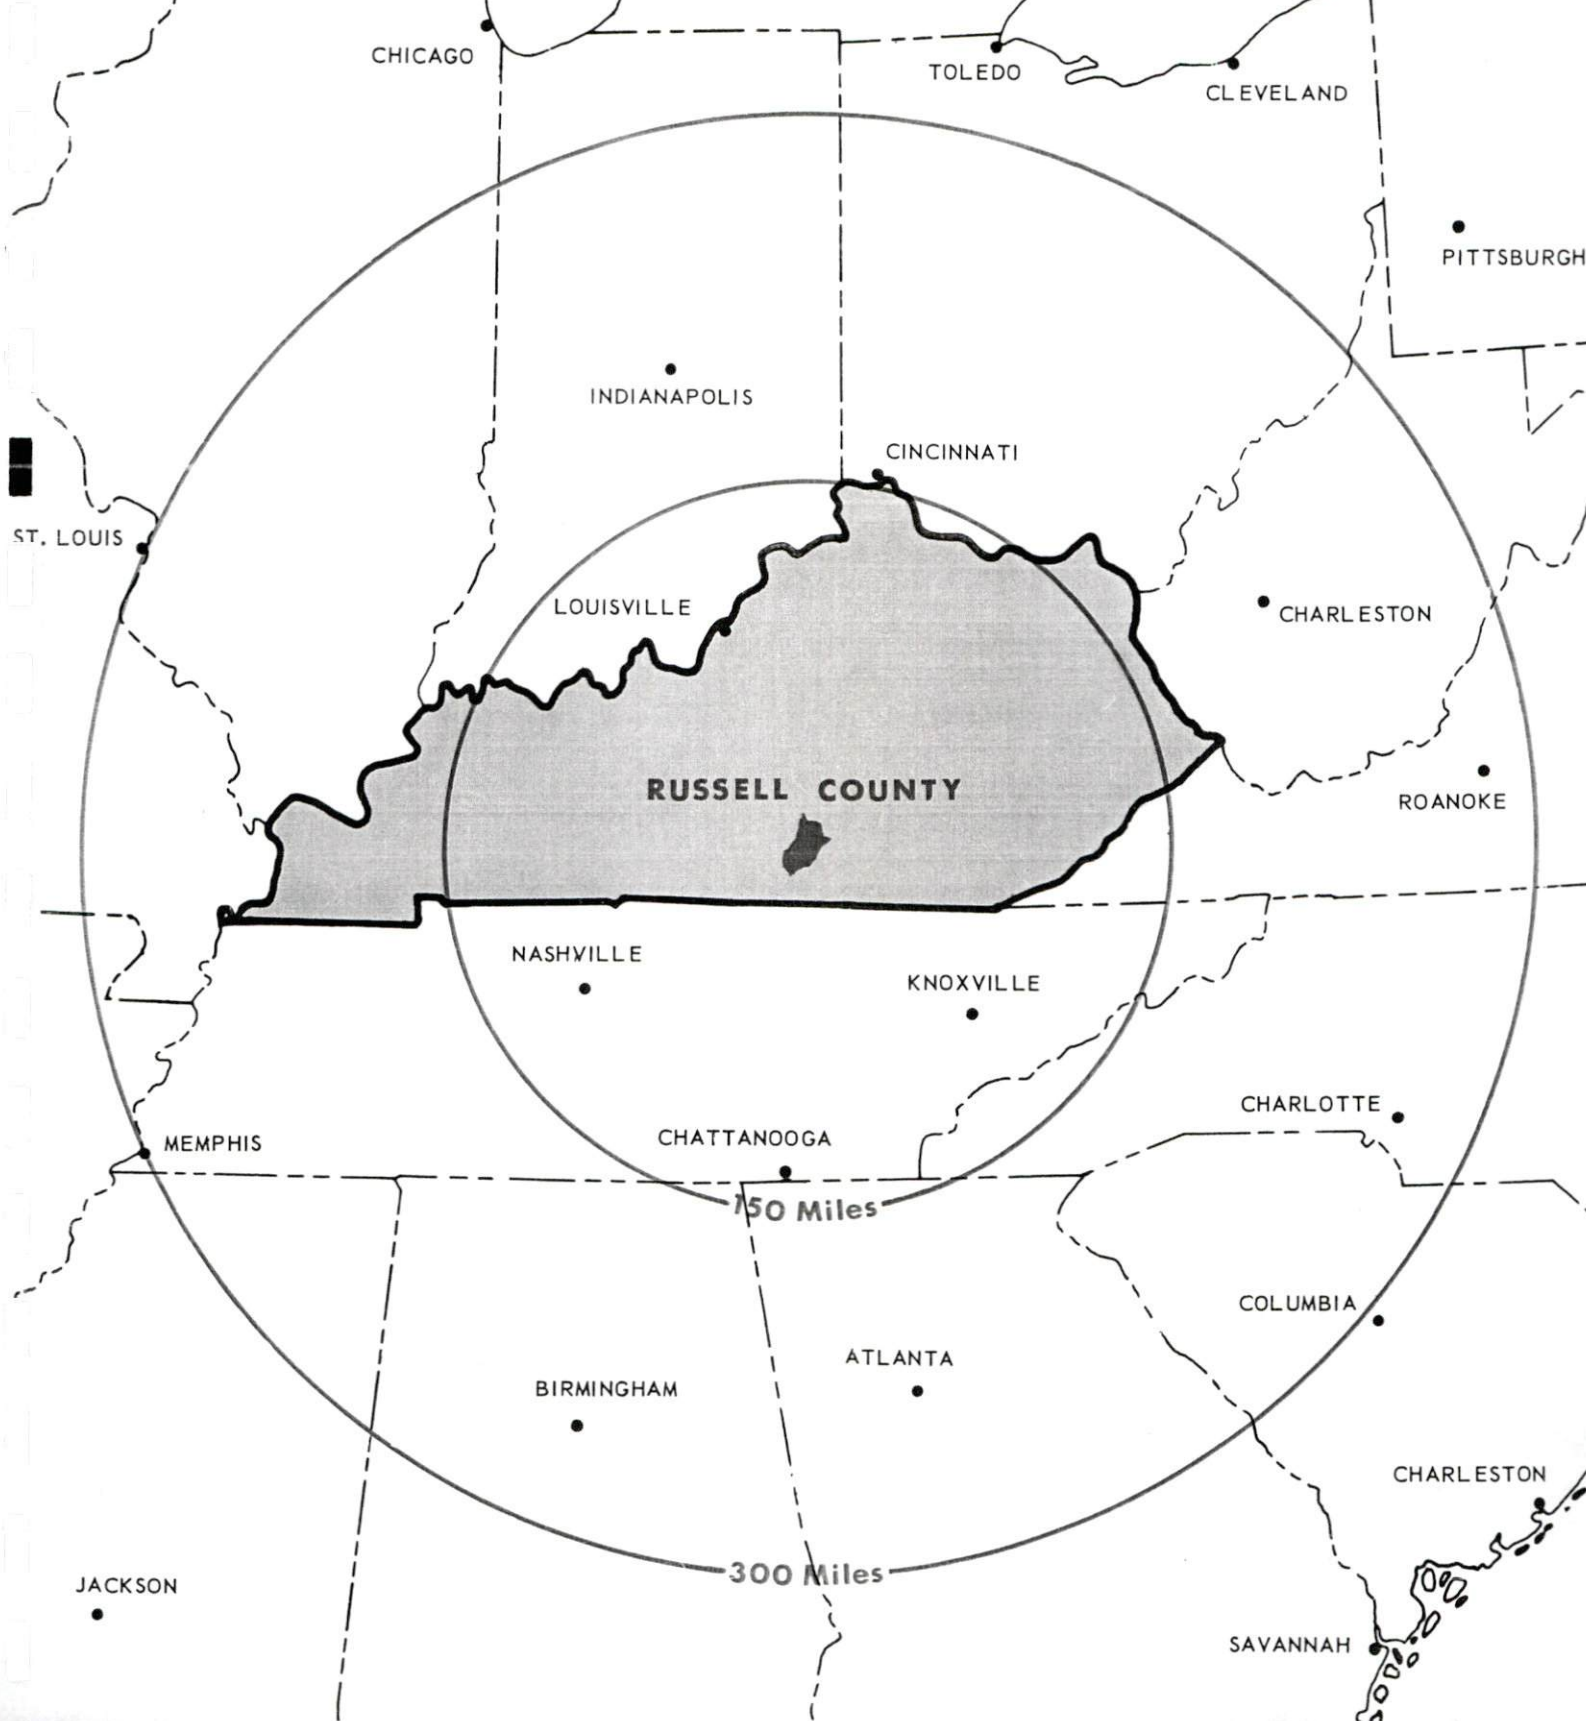 CHICAGO
TOLEDO
CLEVELAND
PITTSBURGH
INDIANAPOLIS
CINCINNATI
ST. LOUIS
LOUISVILLE
CHARLESTON
RUSSELL COUNTY
ROANOKE
NASHVILLE
KNOXVILLE
CHARLOTTE
MEMPHIS
CHATTANOOGA
150 Miles
COLUMBIA
ATLANTA
BIRMINGHAM
CHARLESTON
300 Miles
JACKSON
SAVANNAH